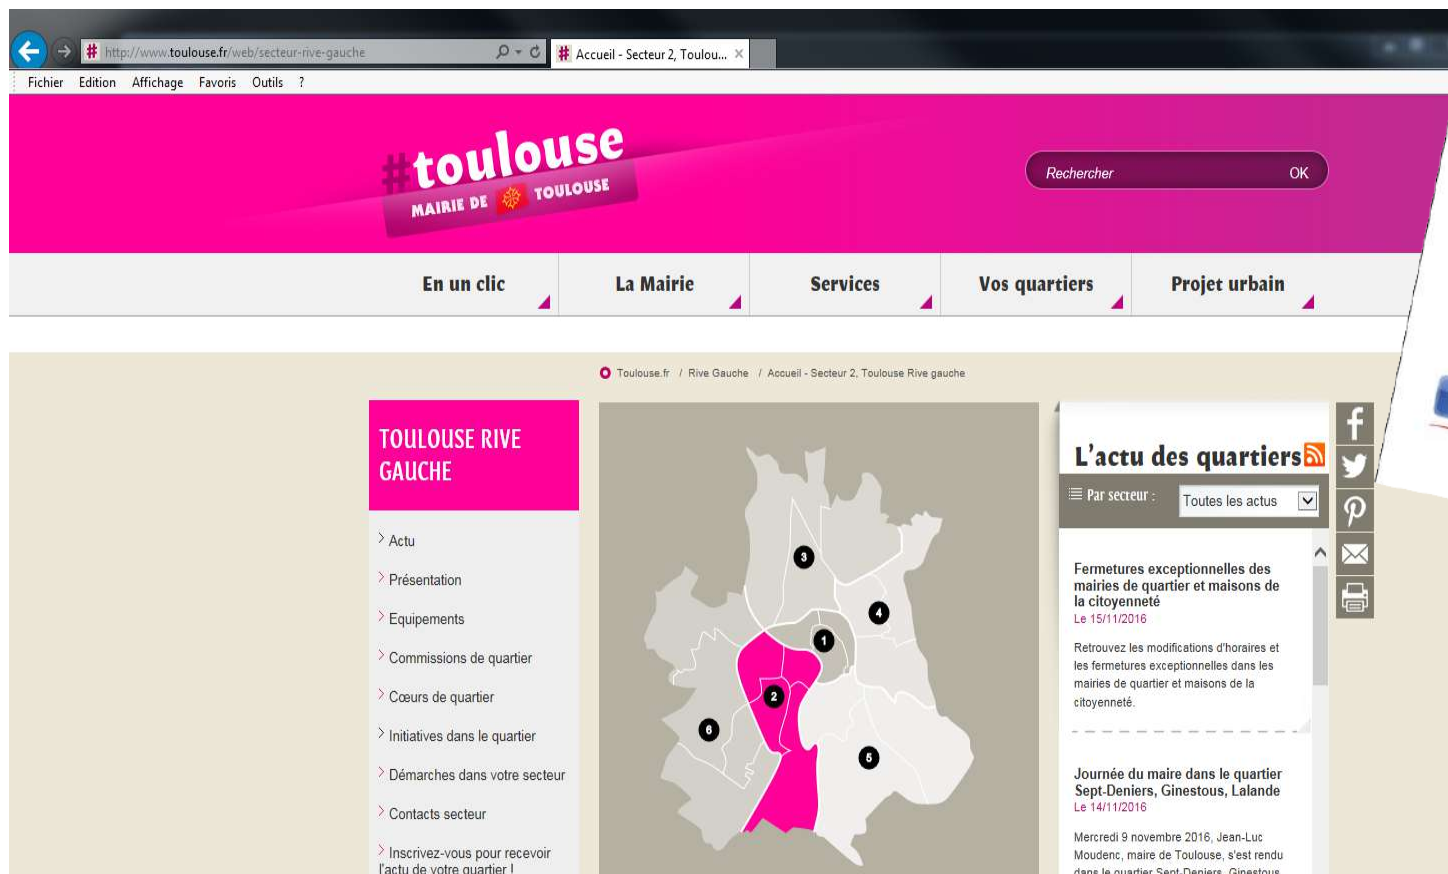 http://www.toulouse.fr/web/secteur-rive-gauche
# Accueil - Secteur 2, Toulou...
Fichier Edition Affichage Favoris Outils ?
#toulouse
MAIRIE DE TOULOUSE
Rechercher OK
En un clic La Mairie Services Vos quartiers Projet urbain
Toulouse.fr / Rive Gauche / Accueil - Secteur 2, Toulouse Rive gauche
TOULOUSE RIVE
GAUCHE
Actu
Présentation
Equipements
Commissions de quartier
Cœurs de quartier
Initiatives dans le quartier
Démarches dans votre secteur
Contacts secteur
Inscrivez-vous pour recevoir
l'actu de votre quartier !
3
4
1
2
6
5
L'actu des quartiers
Par secteur : Toutes les actus
Fermetures exceptionnelles des
mairies de quartier et maisons de
la citoyenneté
Le 15/11/2016
Retrouvez les modifications d'horaires et
les fermetures exceptionnelles dans les
mairies de quartier et maisons de la
citoyenneté.
Journée du maire dans le quartier
Sept-Deniers, Ginestous, Lalande
Le 14/11/2016
Mercredi 9 novembre 2016, Jean-Luc
Moudenc, maire de Toulouse, s'est rendu
dans le quartier Sept-Deniers, Ginestous,